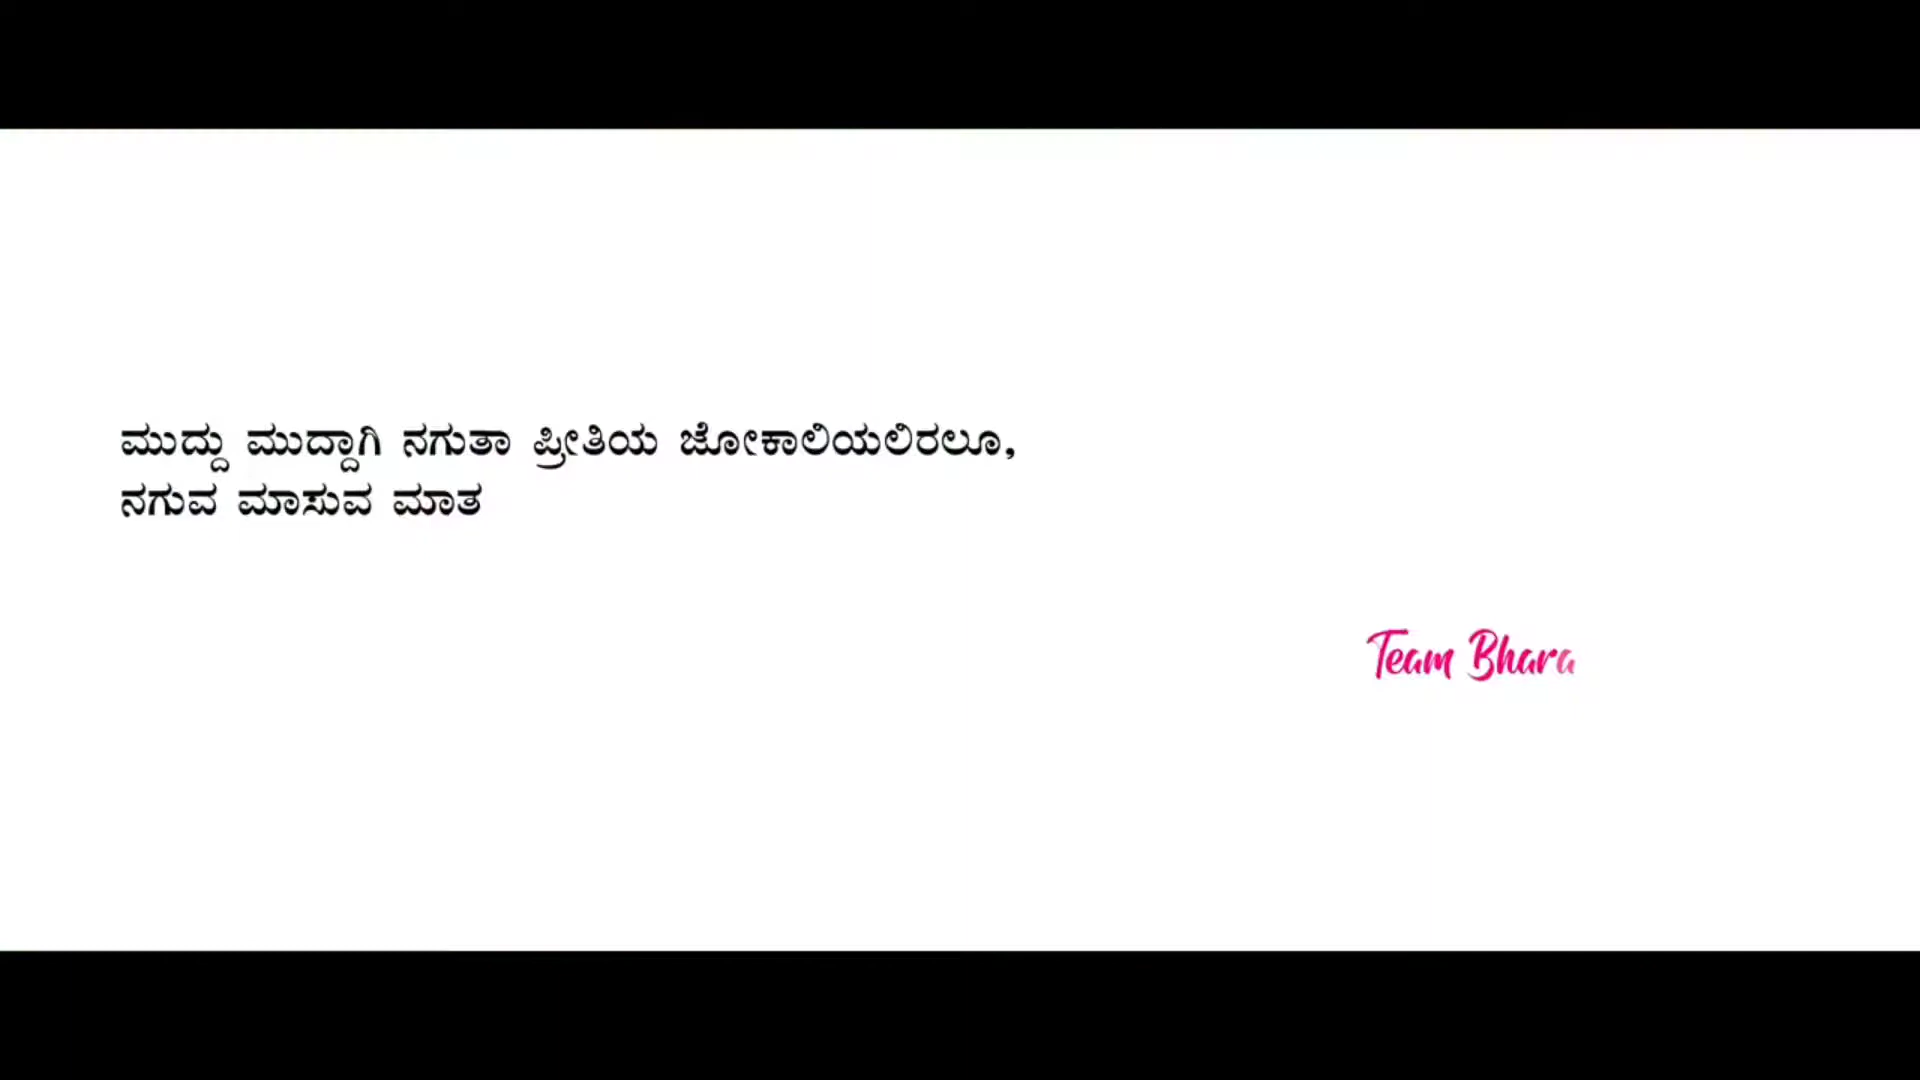 ಮುದ್ದು ಮುದ್ದಾಗಿ ನಗುತಾ ಪ್ರೀತಿಯ ಜೋಕಾಲಿಯಲಿರಲೂ,
ನಗುವ ಮಾಸುವ ಮಾತ
Team Bhara